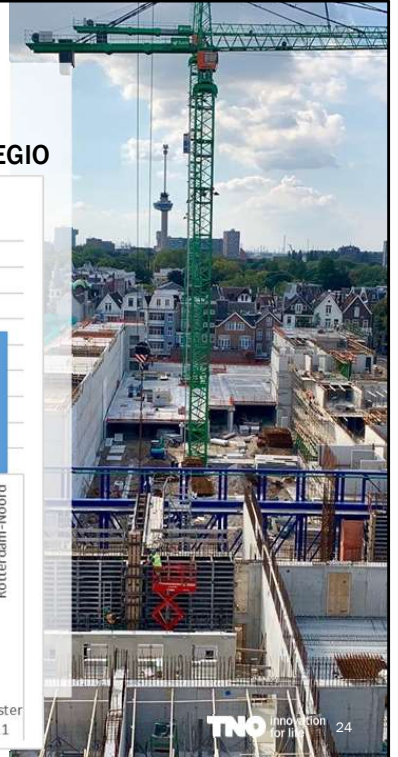 EGIO
Rotterdam-Noord
ster
1
TNO innovation
for life
24